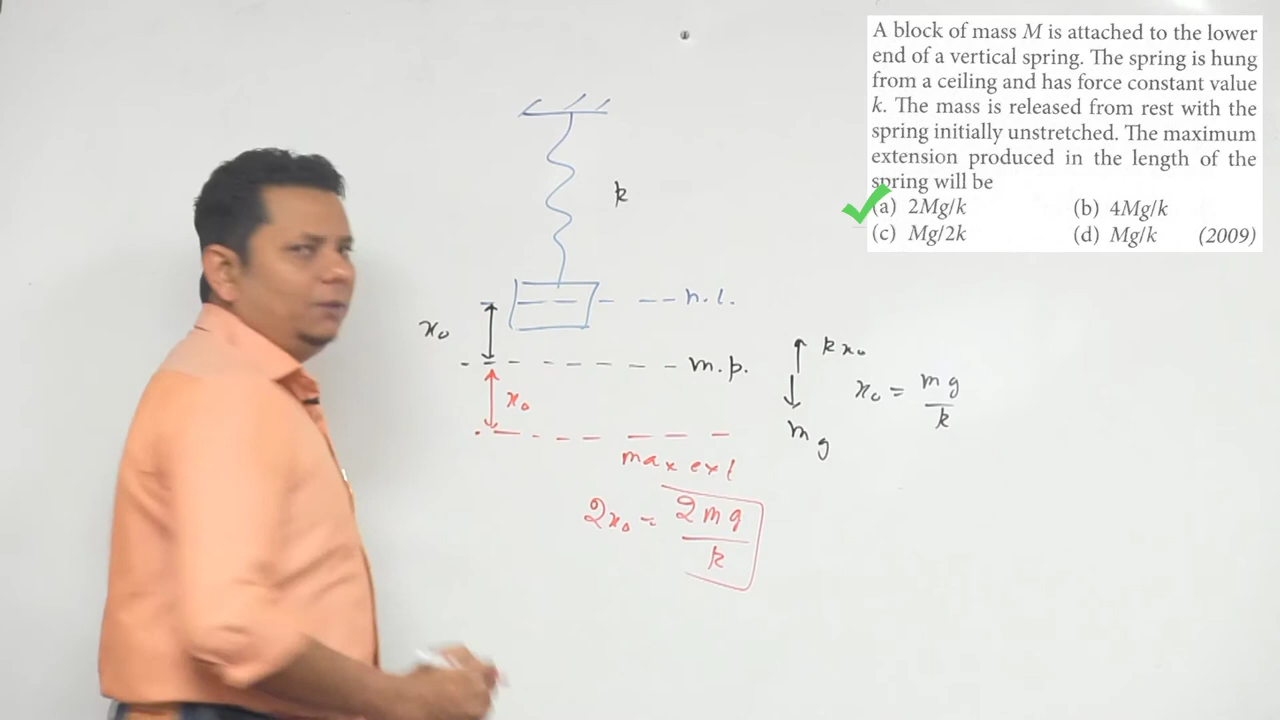 A block of mass M is attached to the lower
end of a vertical spring. The spring is hung
from a ceiling and has force constant value
k. The mass is released from rest with the
spring initially unstretched. The maximum
extension produced in the length of the
spring will be
(a) 2Mg/k (b) 4Mg/k
(c) Mg/2k (d) Mg/k (2009)
k
n.l.
x₀
m.p.
x₀
max ext
2x₀ = 2mg/k
kx₀
mg
x₀ = mg/k